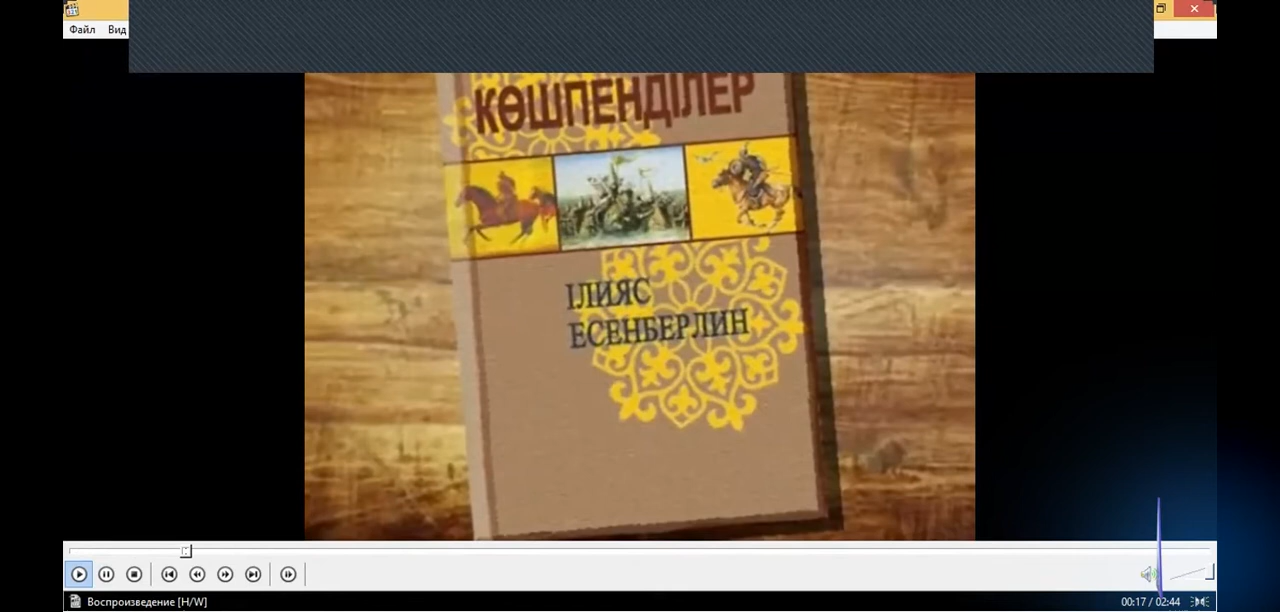 Файл Вид
КӨШПЕНДІЛЕР
ІЛИЯС
ЕСЕНБЕРЛИН
Воспроизведение [H/W]
00:17 / 02:44